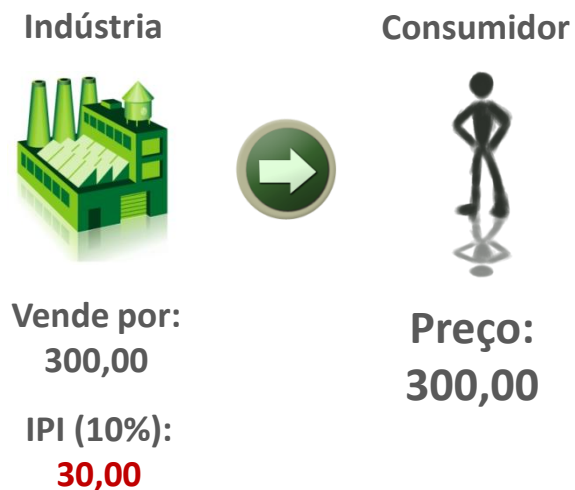 Indústria
Consumidor
Vende por:
300,00
IPI (10%):
30,00
Preço:
300,00